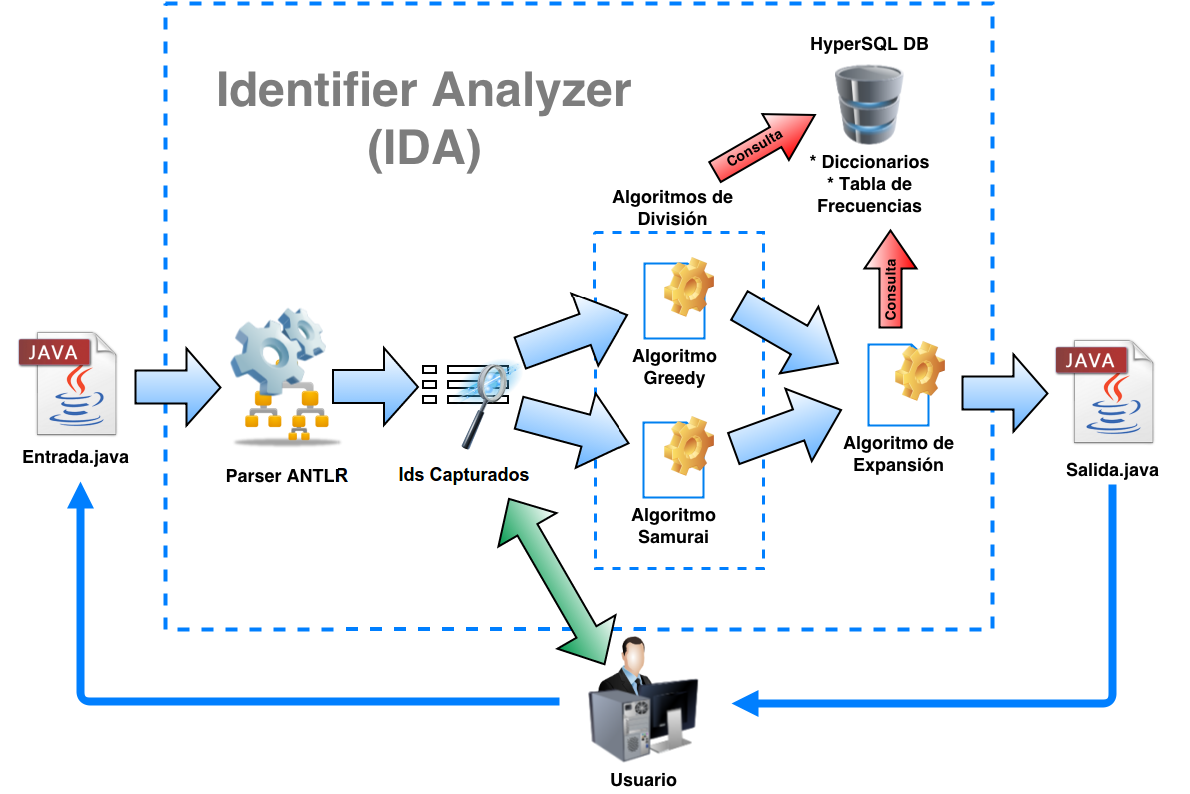 Identifier Analyzer
(IDA)
HyperSQL DB
* Diccionarios
* Tabla de
Frecuencias
Consulta
Consulta
Algoritmos de
División
Algoritmo
Greedy
Algoritmo
Samurai
Algoritmo de
Expansión
JAVA
Entrada.java
Parser ANTLR
Ids Capturados
JAVA
Salida.java
Usuario